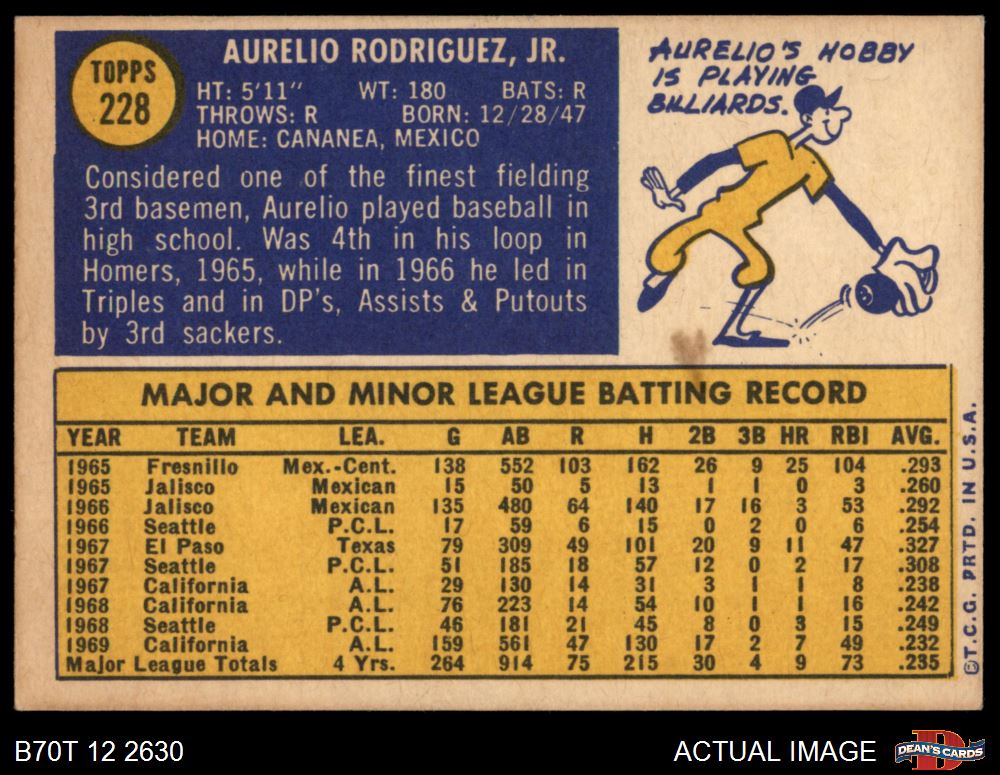 TOPPS
228
AURELIO RODRIGUEZ, JR.
HT: 5'11" WT: 180 BATS: R
THROWS: R BORN: 12/28/47
HOME: CANANEA, MEXICO
Considered one of the finest fielding
3rd basemen, Aurelio played baseball in
high school. Was 4th in his loop in
Homers, 1965, while in 1966 he led in
Triples and in DP's, Assists & Putouts
by 3rd sackers.
AURELIO'S HOBBY
IS PLAYING
BILLIARDS.
MAJOR AND MINOR LEAGUE BATTING RECORD
YEAR TEAM LEA. G AB R H 2B 3B HR RBI AVG.
1965 Fresnillo Mex.-Cent. 138 552 103 162 26 9 25 104 .293
1965 Jalisco Mexican 15 50 5 13 1 1 0 3 .260
1966 Jalisco Mexican 135 480 64 140 17 16 3 53 .292
1966 Seattle P.C.L. 17 59 6 15 0 2 0 6 .254
1967 El Paso Texas 79 309 49 101 20 9 11 47 .327
1967 Seattle P.C.L. 51 185 18 57 12 0 2 17 .308
1967 California A.L. 29 130 14 31 3 1 1 8 .238
1968 California A.L. 76 223 14 54 10 1 1 16 .242
1968 Seattle P.C.L. 46 181 21 45 8 0 3 15 .249
1969 California A.L. 159 561 47 130 17 2 7 49 .232
Major League Totals 4 Yrs. 264 914 75 215 30 4 9 73 .235
©T.C.G. PRTD. IN U.S.A.
B70T 12 2630
ACTUAL IMAGE
DEAN'S CARDS